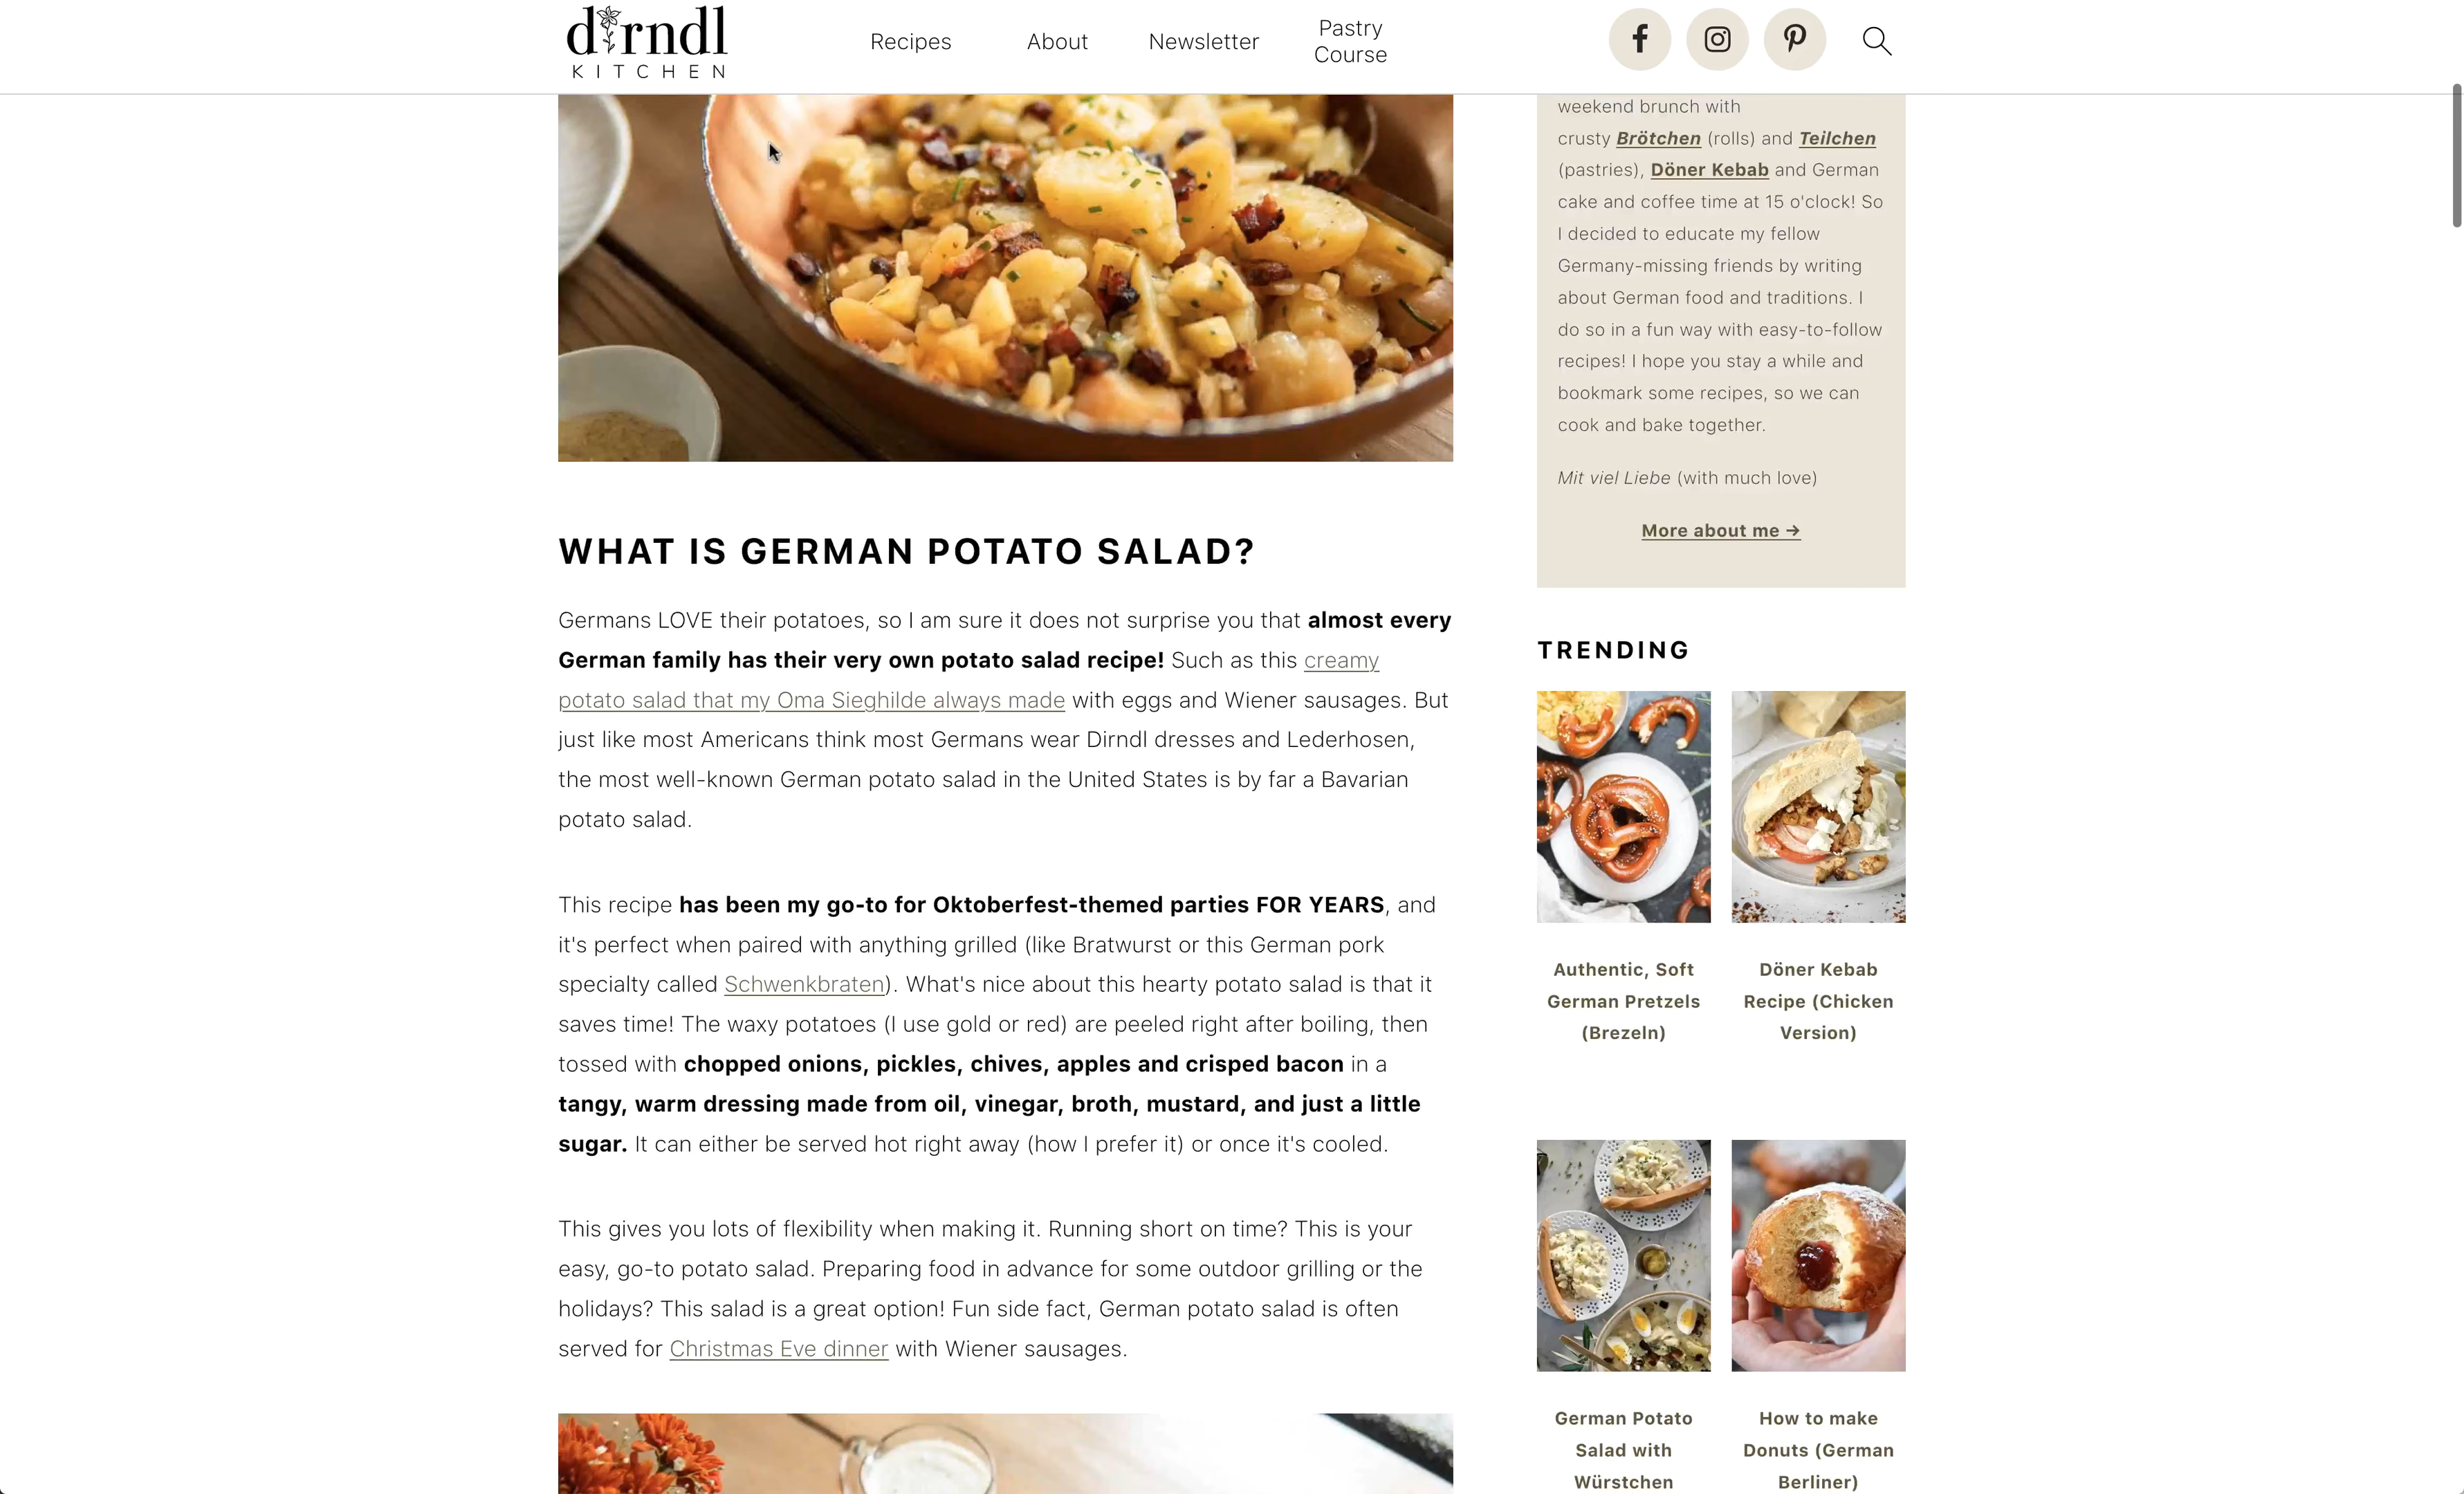 dirndl
KITCHEN
Recipes
About
Newsletter
Pastry
Course
WHAT IS GERMAN POTATO SALAD?
Germans LOVE their potatoes, so I am sure it does not surprise you that almost every
German family has their very own potato salad recipe! Such as this creamy
potato salad that my Oma Sieghilde always made with eggs and Wiener sausages. But
just like most Americans think most Germans wear Dirndl dresses and Lederhosen,
the most well-known German potato salad in the United States is by far a Bavarian
potato salad.
This recipe has been my go-to for Oktoberfest-themed parties FOR YEARS, and
it's perfect when paired with anything grilled (like Bratwurst or this German pork
specialty called Schwenkbraten). What's nice about this hearty potato salad is that it
saves time! The waxy potatoes (I use gold or red) are peeled right after boiling, then
tossed with chopped onions, pickles, chives, apples and crisped bacon in a
tangy, warm dressing made from oil, vinegar, broth, mustard, and just a little
sugar. It can either be served hot right away (how I prefer it) or once it's cooled.
This gives you lots of flexibility when making it. Running short on time? This is your
easy, go-to potato salad. Preparing food in advance for some outdoor grilling or the
holidays? This salad is a great option! Fun side fact, German potato salad is often
served for Christmas Eve dinner with Wiener sausages.
weekend brunch with
crusty Brötchen (rolls) and Teilchen
(pastries), Döner Kebab and German
cake and coffee time at 15 o'clock! So
I decided to educate my fellow
Germany-missing friends by writing
about German food and traditions. I
do so in a fun way with easy-to-follow
recipes! I hope you stay a while and
bookmark some recipes, so we can
cook and bake together.
Mit viel Liebe (with much love)
More about me →
TRENDING
Authentic, Soft
German Pretzels
(Brezeln)
Döner Kebab
Recipe (Chicken
Version)
German Potato
Salad with
Würstchen
How to make
Donuts (German
Berliner)